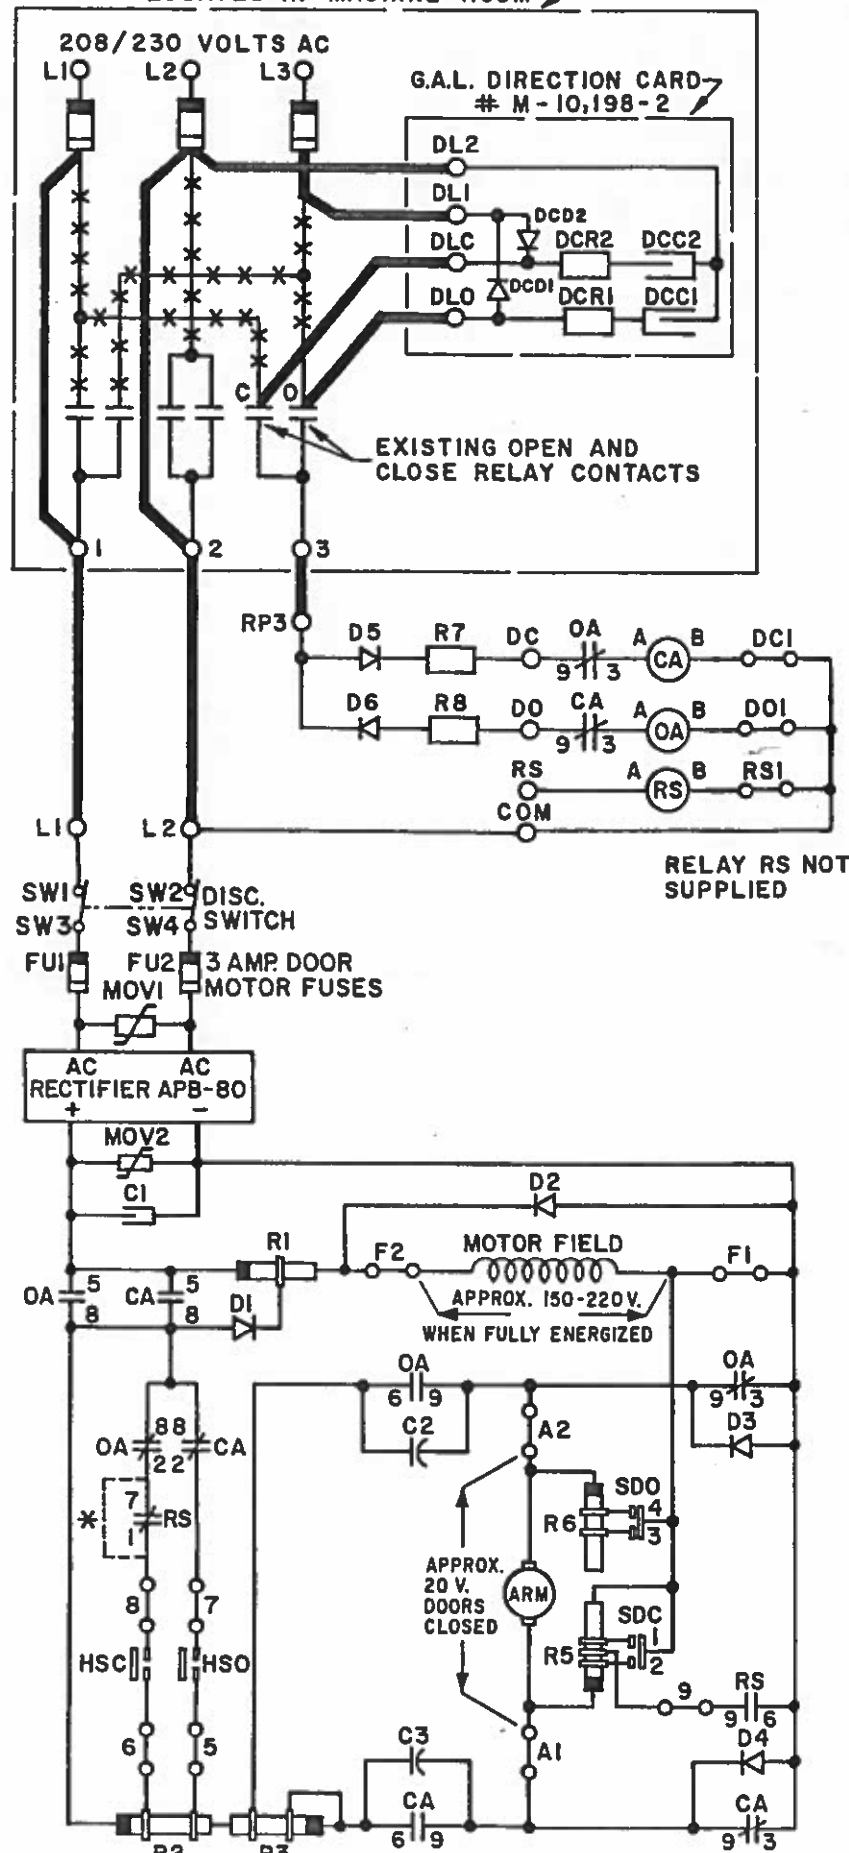 208/230 VOLTS AC
L1 L2 L3
G.A.L. DIRECTION CARD
# M-10,198-2
DL2
DL1
DCD2
DLC
DCR2 DCC2
DCD1
DLO
DCR1 DCC1
C O
EXISTING OPEN AND
CLOSE RELAY CONTACTS
1 2 3
RP3
D5 R7 DC OA A B DC1
9 3 CA
D6 R8 DO CA A B DO1
9 3 OA
RS A B RS1
RS
COM
L1 L2
RELAY RS NOT
SUPPLIED
SW1 SW2 DISC.
SWITCH
SW3 SW4
FU1 FU2 3 AMP. DOOR
MOTOR FUSES
MOV1
AC AC
RECTIFIER APB-80
+ -
MOV2
C1
D2
R1 F2 MOTOR FIELD F1
OA 5 CA 5
8 8
D1
APPROX. 150-220 V.
WHEN FULLY ENERGIZED
OA
6 9
OA
9 3
C2
A2
D3
OA 8 8 CA
2 2
* 7 RS
1
SDO
R6 4
3
APPROX.
20 V.
DOORS
CLOSED
ARM
8 7
SDC
R5 1
2
HSC HSO
9 RS
9 6
6 5
C3
A1
D4
CA
6 9
CA
9 3